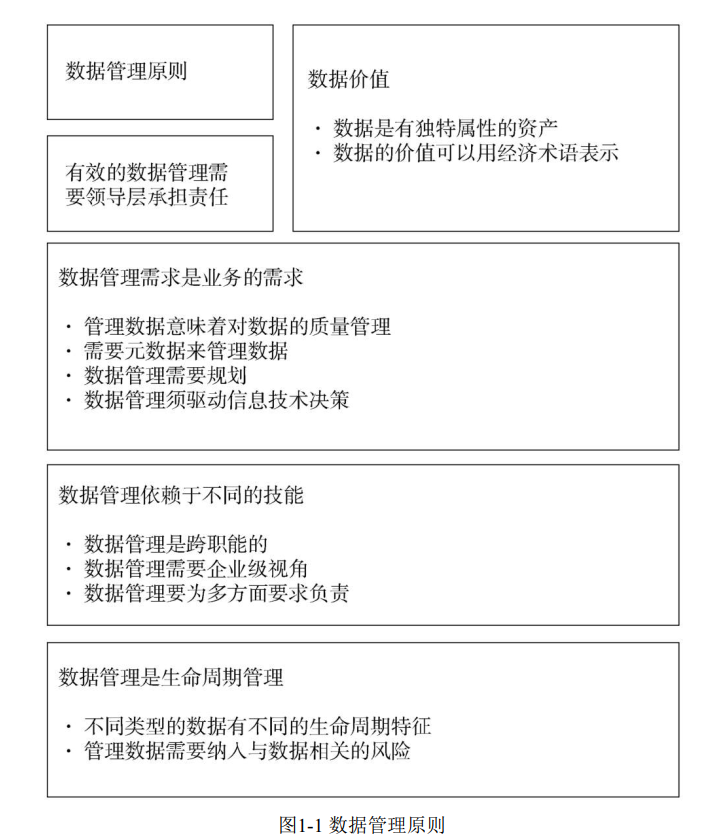 数据管理原则
有效的数据管理需
要领导层承担责任
数据价值
· 数据是有独特属性的资产
· 数据的价值可以用经济术语表示
数据管理需求是业务的需求
· 管理数据意味着对数据的质量管理
· 需要元数据来管理数据
· 数据管理需要规划
· 数据管理须驱动信息技术决策
数据管理依赖于不同的技能
· 数据管理是跨职能的
· 数据管理需要企业级视角
· 数据管理要为多方面要求负责
数据管理是生命周期管理
· 不同类型的数据有不同的生命周期特征
· 管理数据需要纳入与数据相关的风险
图1-1 数据管理原则